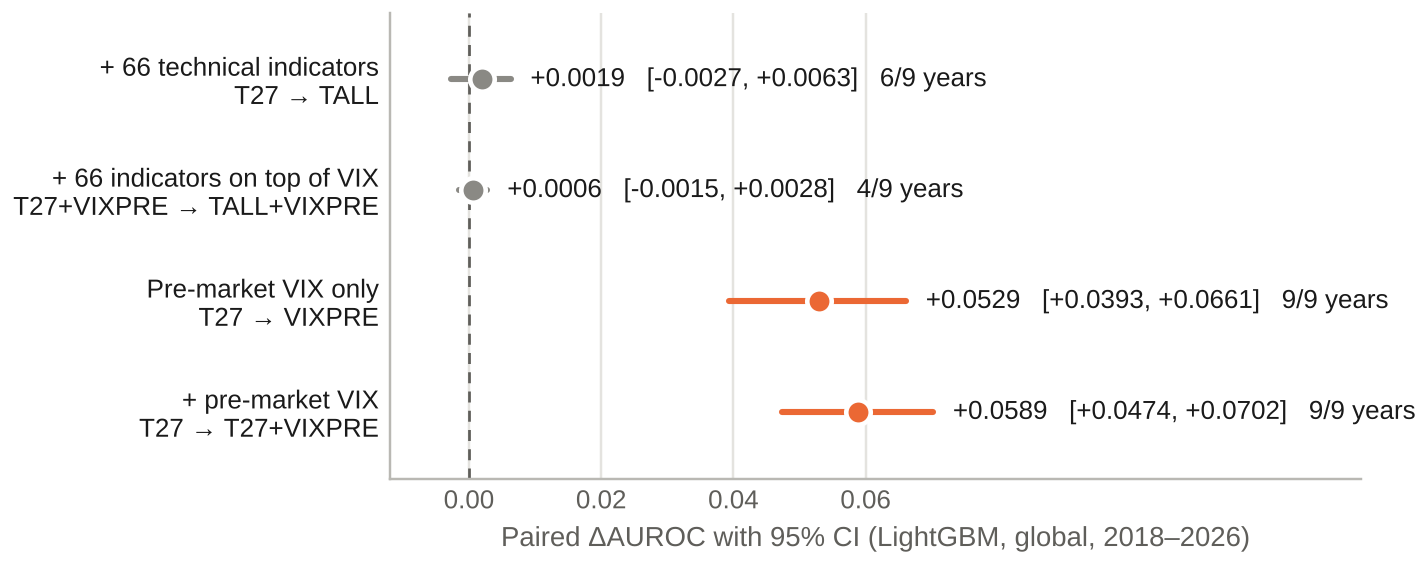 + 66 technical indicators
T27 → TALL
+0.0019 [-0.0027, +0.0063] 6/9 years
+ 66 indicators on top of VIX
T27+VIXPRE → TALL+VIXPRE
+0.0006 [-0.0015, +0.0028] 4/9 years
Pre-market VIX only
T27 → VIXPRE
+0.0529 [+0.0393, +0.0661] 9/9 years
+ pre-market VIX
T27 → T27+VIXPRE
+0.0589 [+0.0474, +0.0702] 9/9 years
0.00 0.02 0.04 0.06
Paired ΔAUROC with 95% CI (LightGBM, global, 2018–2026)